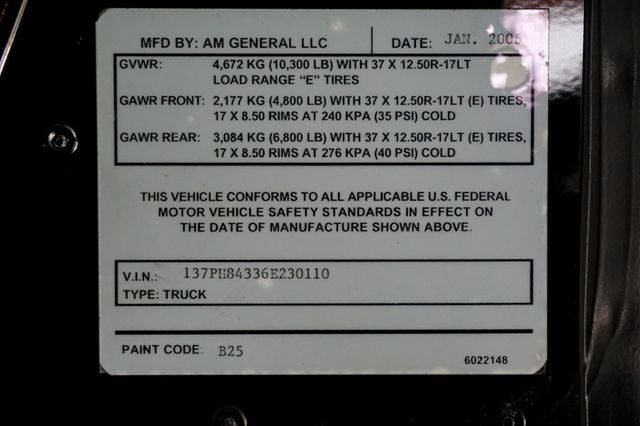 MFD BY: AM GENERAL LLC DATE: JAN. 2006
GVWR: 4,672 KG (10,300 LB) WITH 37 X 12.50R-17LT
LOAD RANGE “E” TIRES
GAWR FRONT: 2,177 KG (4,800 LB) WITH 37 X 12.50R-17LT (E) TIRES,
17 X 8.50 RIMS AT 240 KPA (35 PSI) COLD
GAWR REAR: 3,084 KG (6,800 LB) WITH 37 X 12.50R-17LT (E) TIRES,
17 X 8.50 RIMS AT 276 KPA (40 PSI) COLD
THIS VEHICLE CONFORMS TO ALL APPLICABLE U.S. FEDERAL
MOTOR VEHICLE SAFETY STANDARDS IN EFFECT ON
THE DATE OF MANUFACTURE SHOWN ABOVE.
V.I.N.: 137PH84336E230110
TYPE: TRUCK
PAINT CODE: B25
6022148